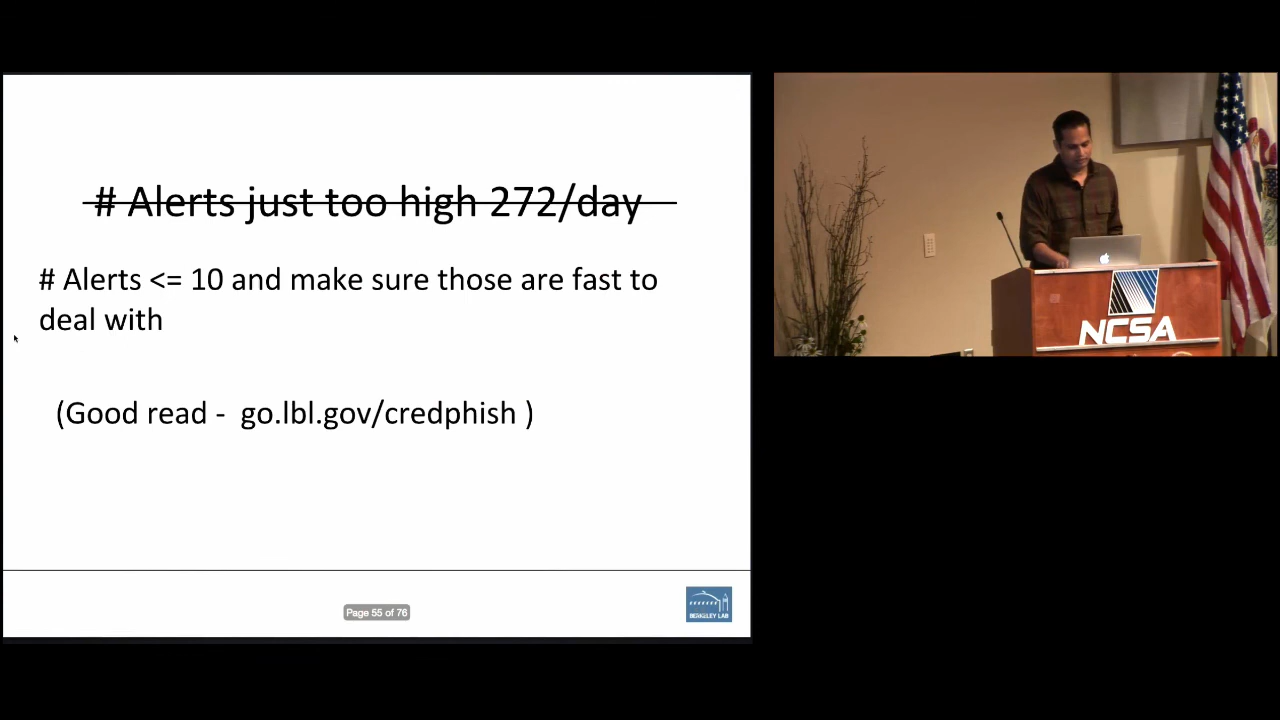 # Alerts just too high 272/day
# Alerts <= 10 and make sure those are fast to
deal with
(Good read - go.lbl.gov/credphish )
Page 55 of 76
BERKELEY LAB
NCSA